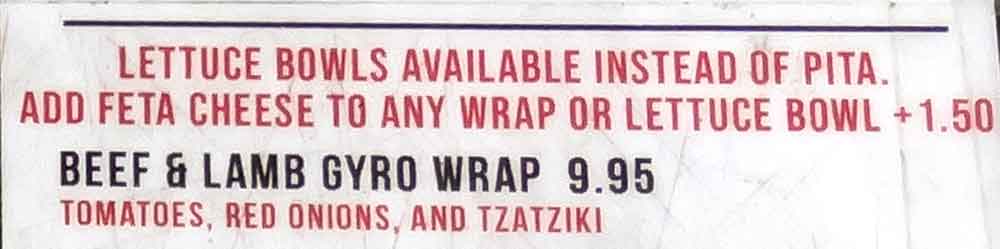 LETTUCE BOWLS AVAILABLE INSTEAD OF PITA.
ADD FETA CHEESE TO ANY WRAP OR LETTUCE BOWL +1.50
BEEF & LAMB GYRO WRAP 9.95
TOMATOES, RED ONIONS, AND TZATZIKI